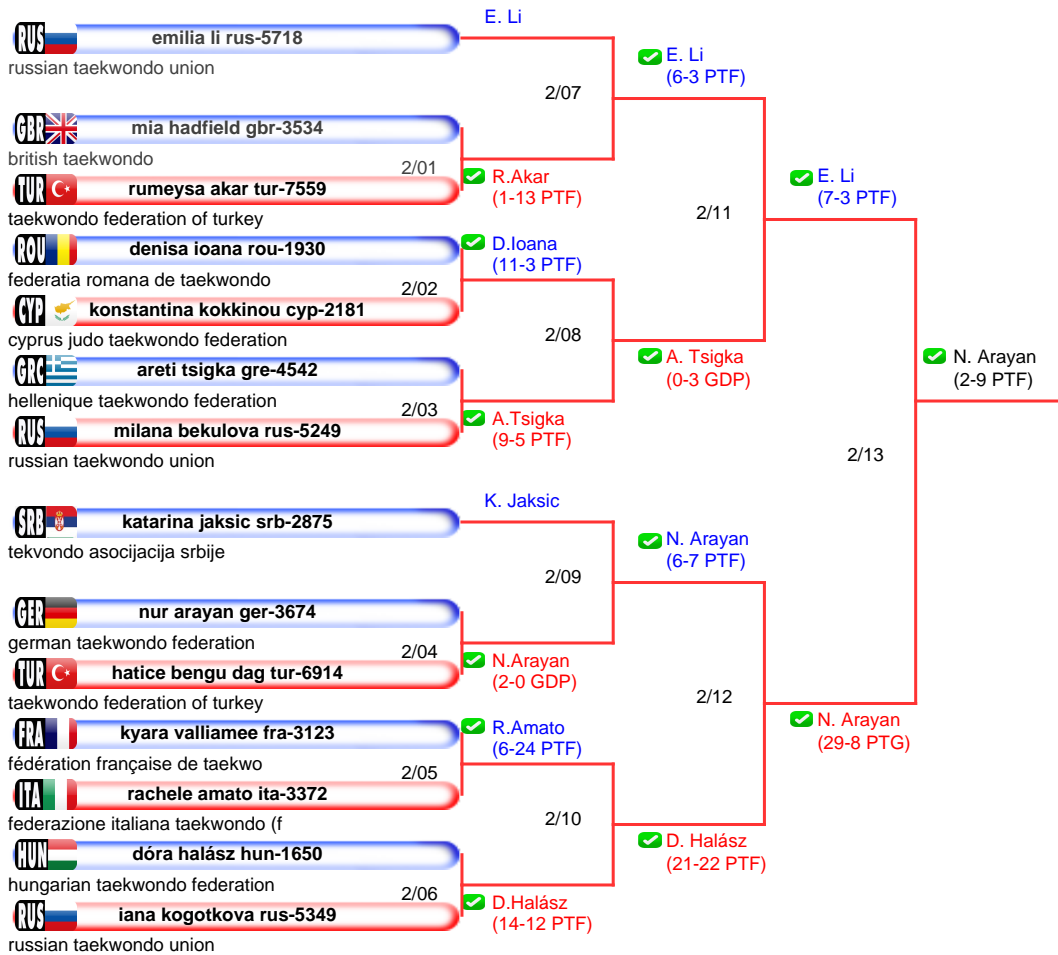 E. Li
RUS
emilia li rus-5718
russian taekwondo union
E. Li
(6-3 PTF)
2/07
GBR
mia hadfield gbr-3534
british taekwondo
2/01
TUR
rumeysa akar tur-7559
R.Akar
(1-13 PTF)
taekwondo federation of turkey
E. Li
(7-3 PTF)
2/11
ROU
denisa ioana rou-1930
D.Ioana
(11-3 PTF)
federatia romana de taekwondo
2/02
CYP
konstantina kokkinou cyp-2181
cyprus judo taekwondo federation
2/08
A. Tsigka
(0-3 GDP)
GRC
areti tsigka gre-4542
hellenique taekwondo federation
2/03
RUS
milana bekulova rus-5249
A.Tsigka
(9-5 PTF)
russian taekwondo union
N. Arayan
(2-9 PTF)
2/13
K. Jaksic
SRB
katarina jaksic srb-2875
tekvondo asocijacija srbije
N. Arayan
(6-7 PTF)
2/09
GER
nur arayan ger-3674
german taekwondo federation
2/04
TUR
hatice bengu dag tur-6914
N.Arayan
(2-0 GDP)
taekwondo federation of turkey
2/12
N. Arayan
(29-8 PTG)
FRA
kyara valliamee fra-3123
R.Amato
(6-24 PTF)
fédération française de taekwo
2/05
ITA
rachele amato ita-3372
federazione italiana taekwondo (f
2/10
D. Halász
(21-22 PTF)
HUN
dóra halász hun-1650
hungarian taekwondo federation
2/06
RUS
iana kogotkova rus-5349
D.Halász
(14-12 PTF)
russian taekwondo union